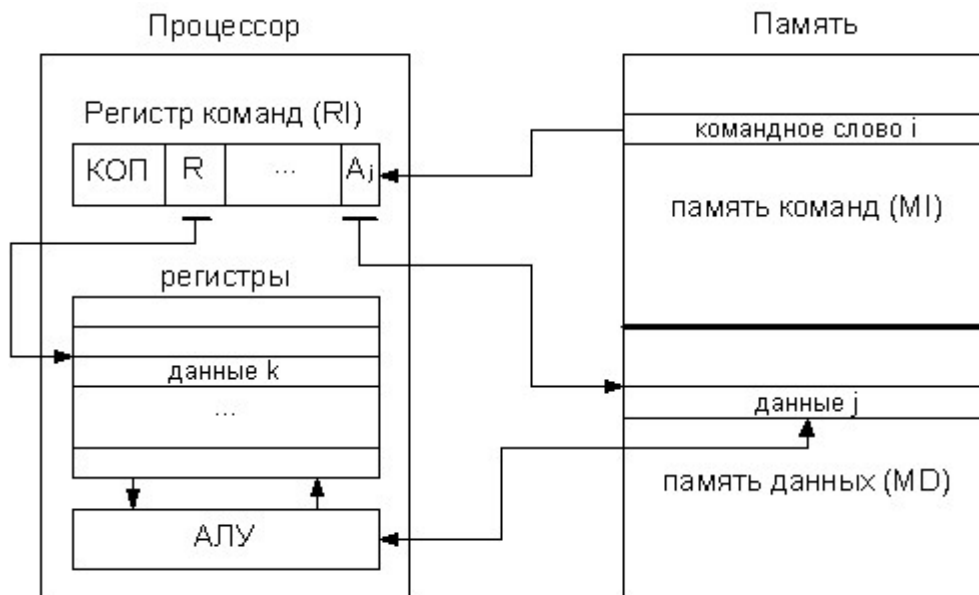 Процессор
Память
Регистр команд (RI)
КОП R ... Aj
командное слово i
память команд (MI)
регистры
данные k
...
данные j
память данных (MD)
АЛУ